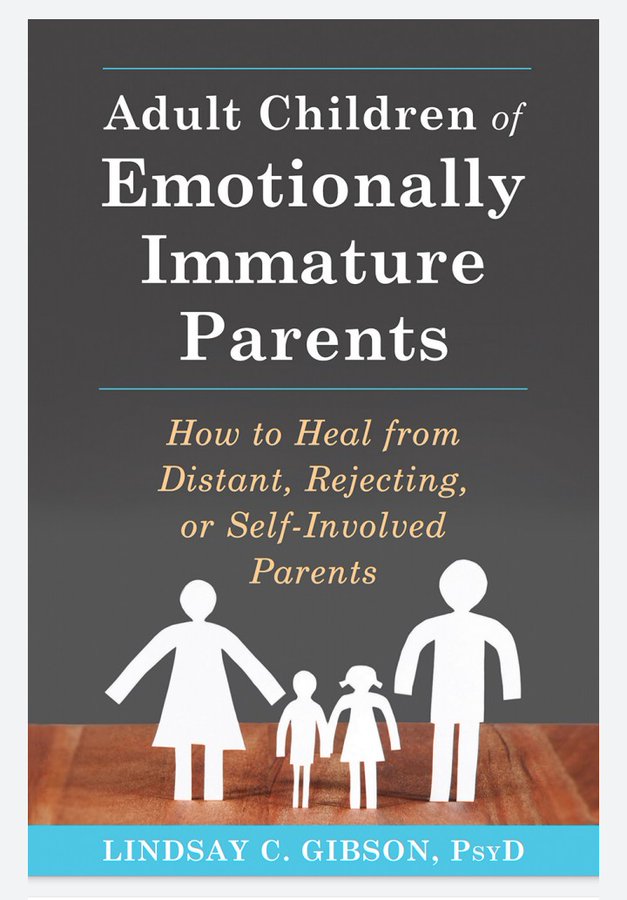 Adult Children of
Emotionally
Immature
Parents
How to Heal from
Distant, Rejecting,
or Self-Involved
Parents
LINDSAY C. GIBSON, PSYD